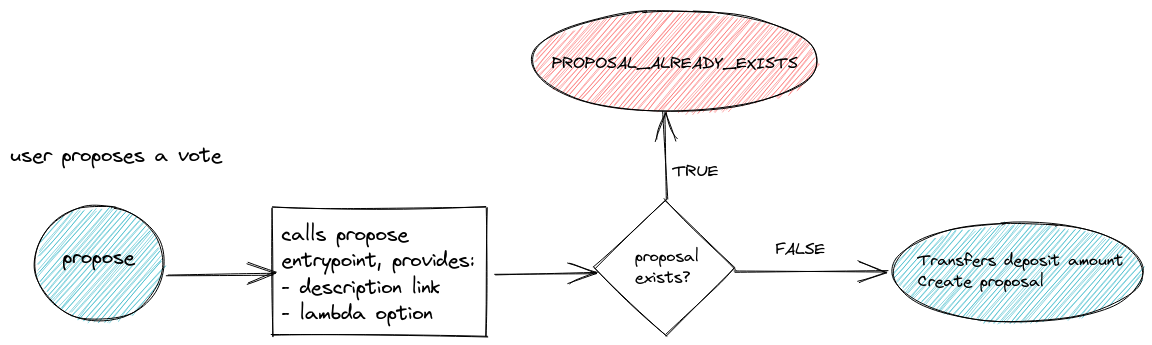 PROPOSAL_ALREADY_EXISTS
user proposes a vote
TRUE
propose
calls propose
entrypoint, provides:
- description link
- lambda option
proposal
exists?
FALSE
Transfers deposit amount
Create proposal